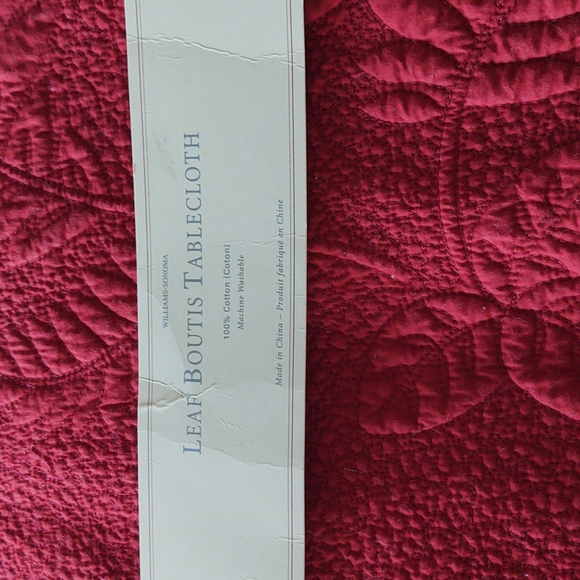 WILLIAMS-SONOMA
LEAF BOUTIS TABLECLOTH
100% Cotton (Coton)
Machine Washable
Made in China – Produit fabriqué en Chine